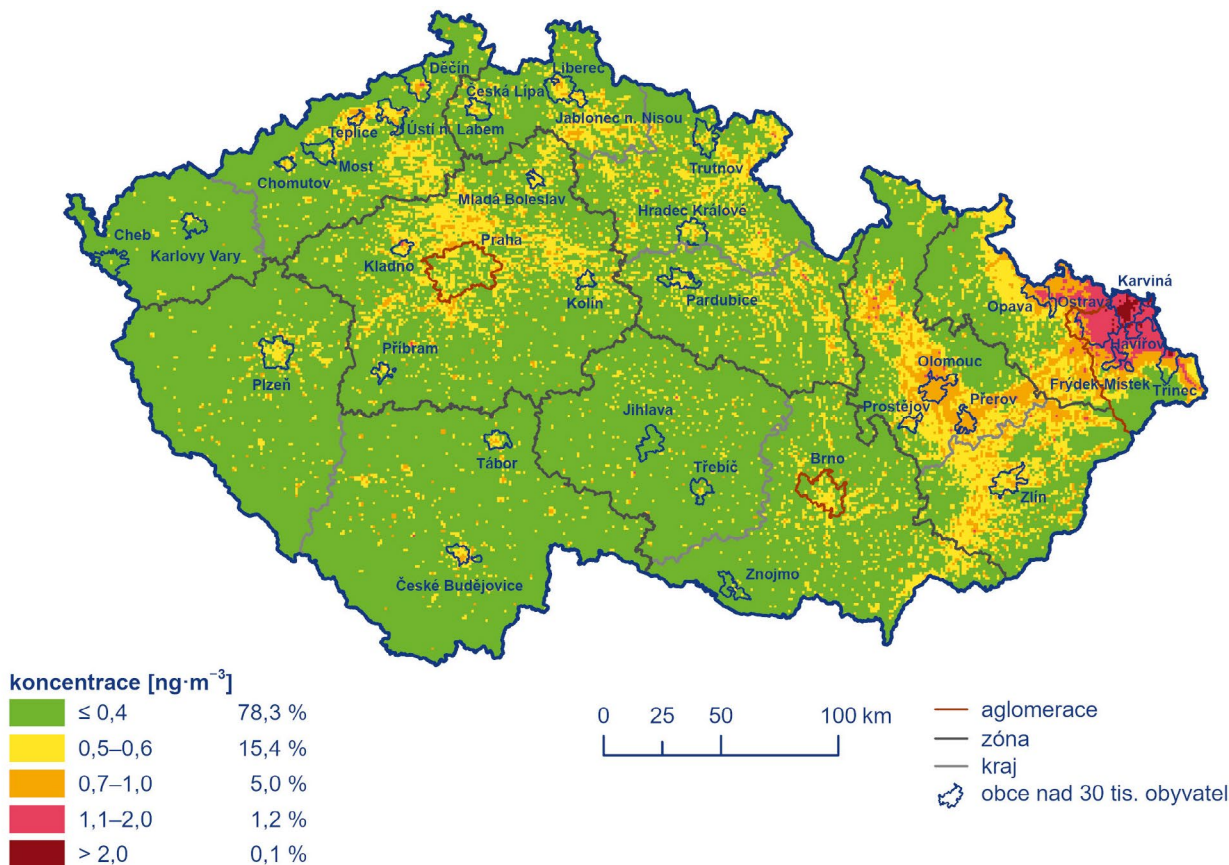 Děčín
Liberec
Česká Lípa
Jablonec n. Nisou
Teplice
Ústí n. Labem
Most
Trutnov
Chomutov
Mladá Boleslav
Hradec Králové
Cheb
Karlovy Vary
Praha
Kladno
Kolín
Pardubice
Karviná
Opava
Ostrava
Havířov
Plzeň
Příbram
Olomouc
Frýdek-Místek
Třinec
Jihlava
Prostějov
Přerov
Tábor
Třebíč
Brno
Zlín
České Budějovice
Znojmo
koncentrace [ng·m⁻³]
≤ 0,4 78,3 %
0,5–0,6 15,4 %
0,7–1,0 5,0 %
1,1–2,0 1,2 %
> 2,0 0,1 %
0 25 50 100 km
aglomerace
zóna
kraj
obce nad 30 tis. obyvatel